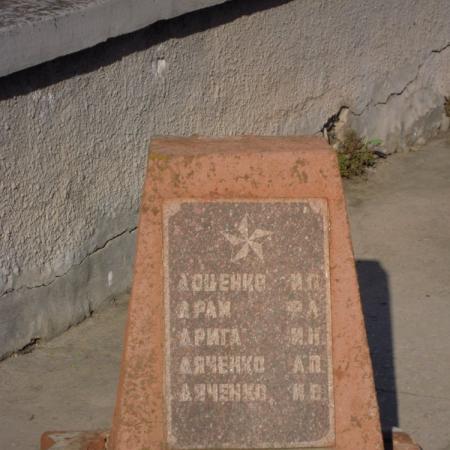 ДОЦЕНКО И.П.
ДРАЙ Ф.Л.
ДРИГА И.Н.
ДЯЧЕНКО А.П.
ДЯЧЕНКО И.В.